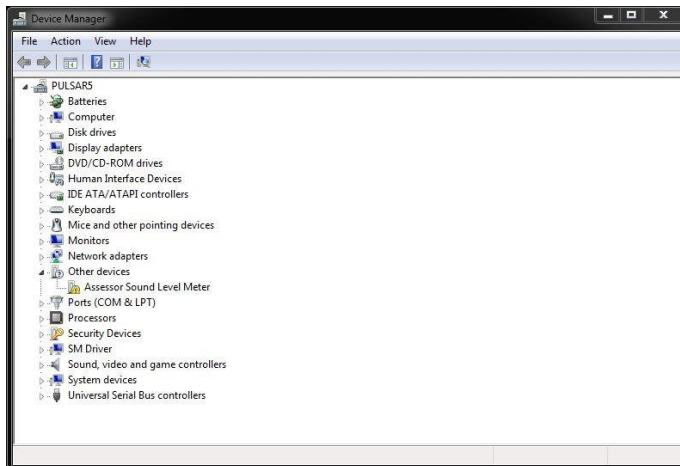 Device Manager
File Action View Help
PULSAR5
Batteries
Computer
Disk drives
Display adapters
DVD/CD-ROM drives
Human Interface Devices
IDE ATA/ATAPI controllers
Keyboards
Mice and other pointing devices
Monitors
Network adapters
Other devices
Assessor Sound Level Meter
Ports (COM & LPT)
Processors
Security Devices
SM Driver
Sound, video and game controllers
System devices
Universal Serial Bus controllers